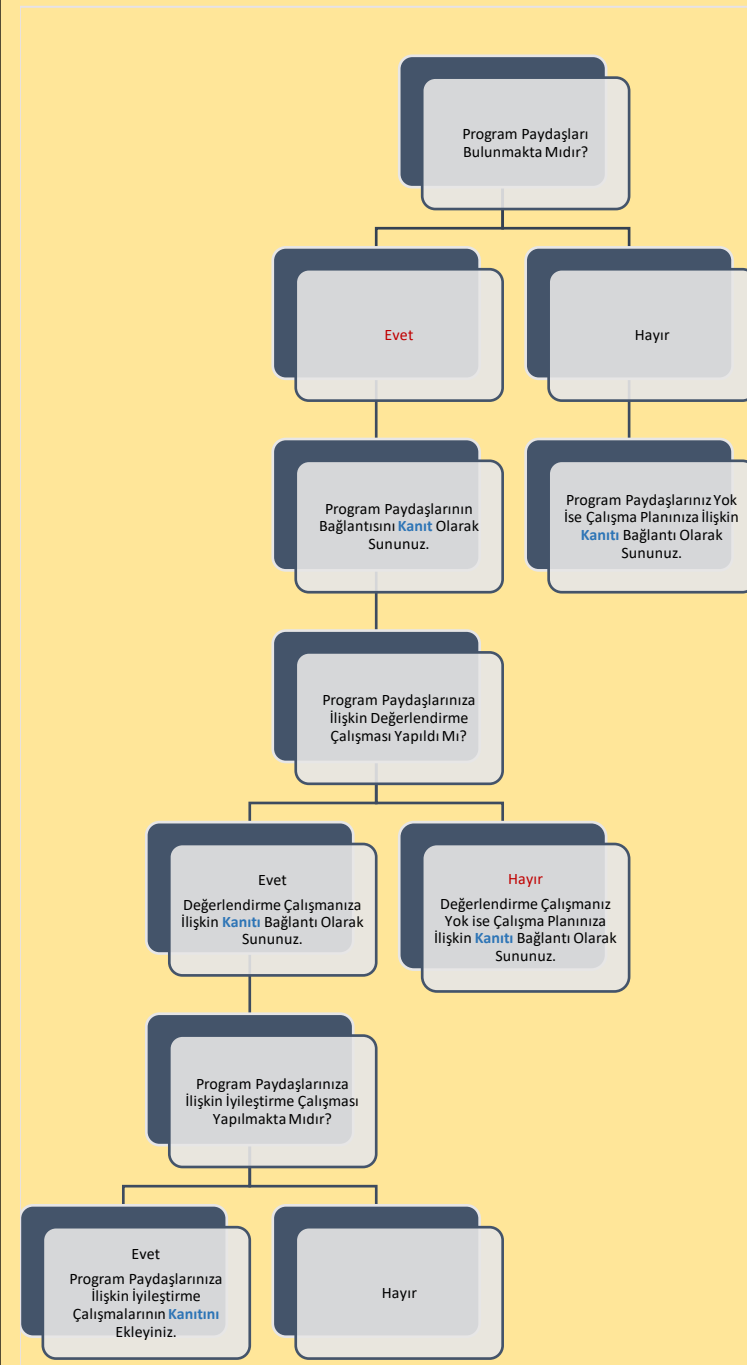 Program Paydaşları
Bulunmakta Mıdır?
Evet
Hayır
Program Paydaşlarının
Bağlantısını Kanıt Olarak
Sununuz.
Program Paydaşlarınız Yok
İse Çalışma Planınıza İlişkin
Kanıtı Bağlantı Olarak
Sununuz.
Program Paydaşlarınıza
İlişkin Değerlendirme
Çalışması Yapıldı Mı?
Evet
Değerlendirme Çalışmanıza
İlişkin Kanıtı Bağlantı Olarak
Sununuz.
Hayır
Değerlendirme Çalışmanız
Yok ise Çalışma Planınıza
İlişkin Kanıtı Bağlantı Olarak
Sununuz.
Program Paydaşlarınıza
İlişkin İyileştirme Çalışması
Yapılmakta Mıdır?
Evet
Program Paydaşlarınıza
İlişkin İyileştirme
Çalışmalarının Kanıtını
Ekleyiniz.
Hayır